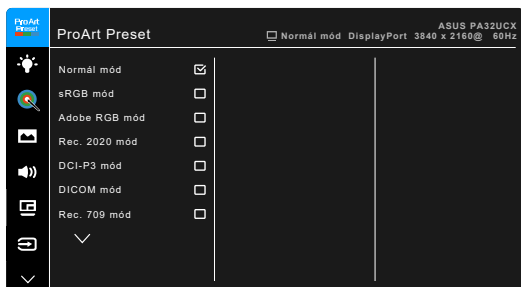 ProArt
Preset
ProArt Preset
ASUS PA32UCX
Normál mód DisplayPort 3840 x 2160@ 60Hz
Normál mód
sRGB mód
Adobe RGB mód
Rec. 2020 mód
DCI-P3 mód
DICOM mód
Rec. 709 mód